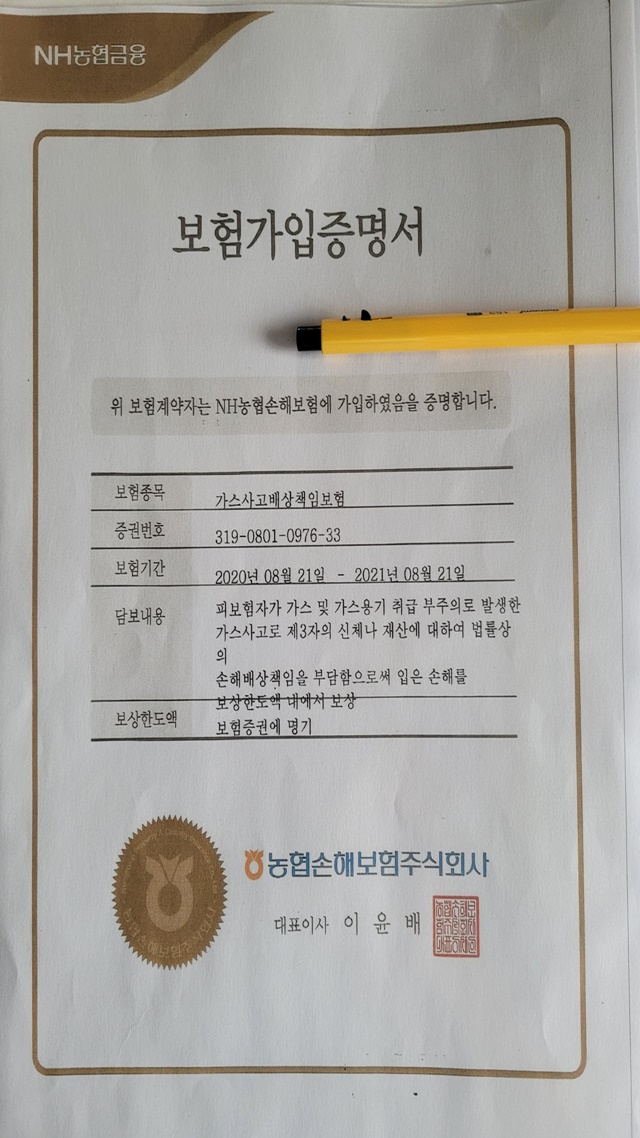 NH농협금융
보험가입증명서
위 보험계약자는 NH농협손해보험에 가입하였음을 증명합니다.
보험종목 가스사고배상책임보험
증권번호 319-0801-0976-33
보험기간 2020년 08월 21일 - 2021년 08월 21일
담보내용 피보험자가 가스 및 가스용기 취급 부주의로 발생한
가스사고로 제3자의 신체나 재산에 대하여 법률상
의
손해배상책임을 부담함으로써 입은 손해를
보상한도액 내에서 보상
보상한도액 보험증권에 명기
농협손해보험주식회사
대표이사 이윤배